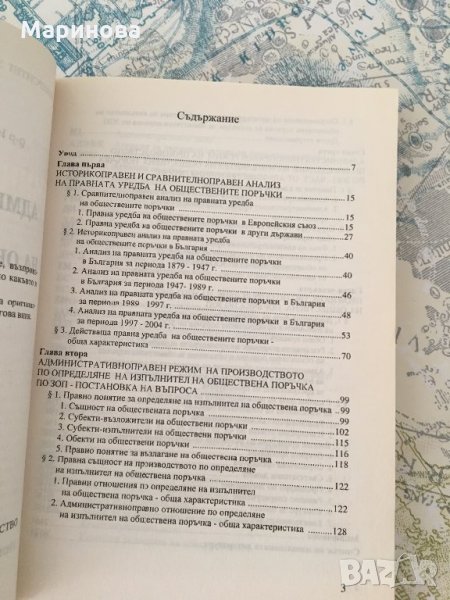 Маринова
Съдържание
Увод 7
Глава първа
ИСТОРИКОПРАВЕН И СРАВНИТЕЛНОПРАВЕН АНАЛИЗ
НА ПРАВНАТА УРЕДБА НА ОБЩЕСТВЕНИТЕ ПОРЪЧКИ 15
§ 1. Сравнителноправен анализ на правната уредба
на обществените поръчки 15
1. Правна уредба на обществените поръчки в Европейския съюз 15
2. Правна уредба на обществените поръчки в други държави 27
§ 2. Историкоправен анализ на правната уредба
на обществените поръчки в България 40
1. Анализ на правната уредба на обществените поръчки
в България за периода 1879 - 1947 г. 40
2. Анализ на правната уредба на обществените поръчки
в България за периода 1947- 1989 г. 46
3. Анализ на правната уредба на обществените поръчки в България
за периода 1989 - 1997 г. 48
4. Анализ на правната уредба на обществените поръчки в България
за периода 1997 - 2004 г. 53
§ 3. Действаща правна уредба на обществените поръчки -
обща характеристика 70
Глава втора
АДМИНИСТРАТИВНОПРАВЕН РЕЖИМ НА ПРОИЗВОДСТВОТО
ПО ОПРЕДЕЛЯНЕ НА ИЗПЪЛНИТЕЛ НА ОБЩЕСТВЕНА ПОРЪЧКА
ПО ЗОП - ПОСТАНОВКА НА ВЪПРОСА 99
§ 1. Правно понятие за определяне на изпълнител на обществена поръчка 99
1. Същност на обществената поръчка 99
2. Субекти-възложители на обществени поръчки 102
3. Субекти-изпълнители на обществени поръчки 115
4. Обекти на обществени поръчки 116
5. Правно понятие за възлагане на обществена поръчка 118
§ 2. Правна същност на производството по определяне
на изпълнител на обществена поръчка 122
1. Правни отношения по определяне на изпълнител
на обществена поръчка - обща характеристика 122
2. Административноправно отношение по определяне
на изпълнител на обществена поръчка - обща характеристика 128
3
bazar